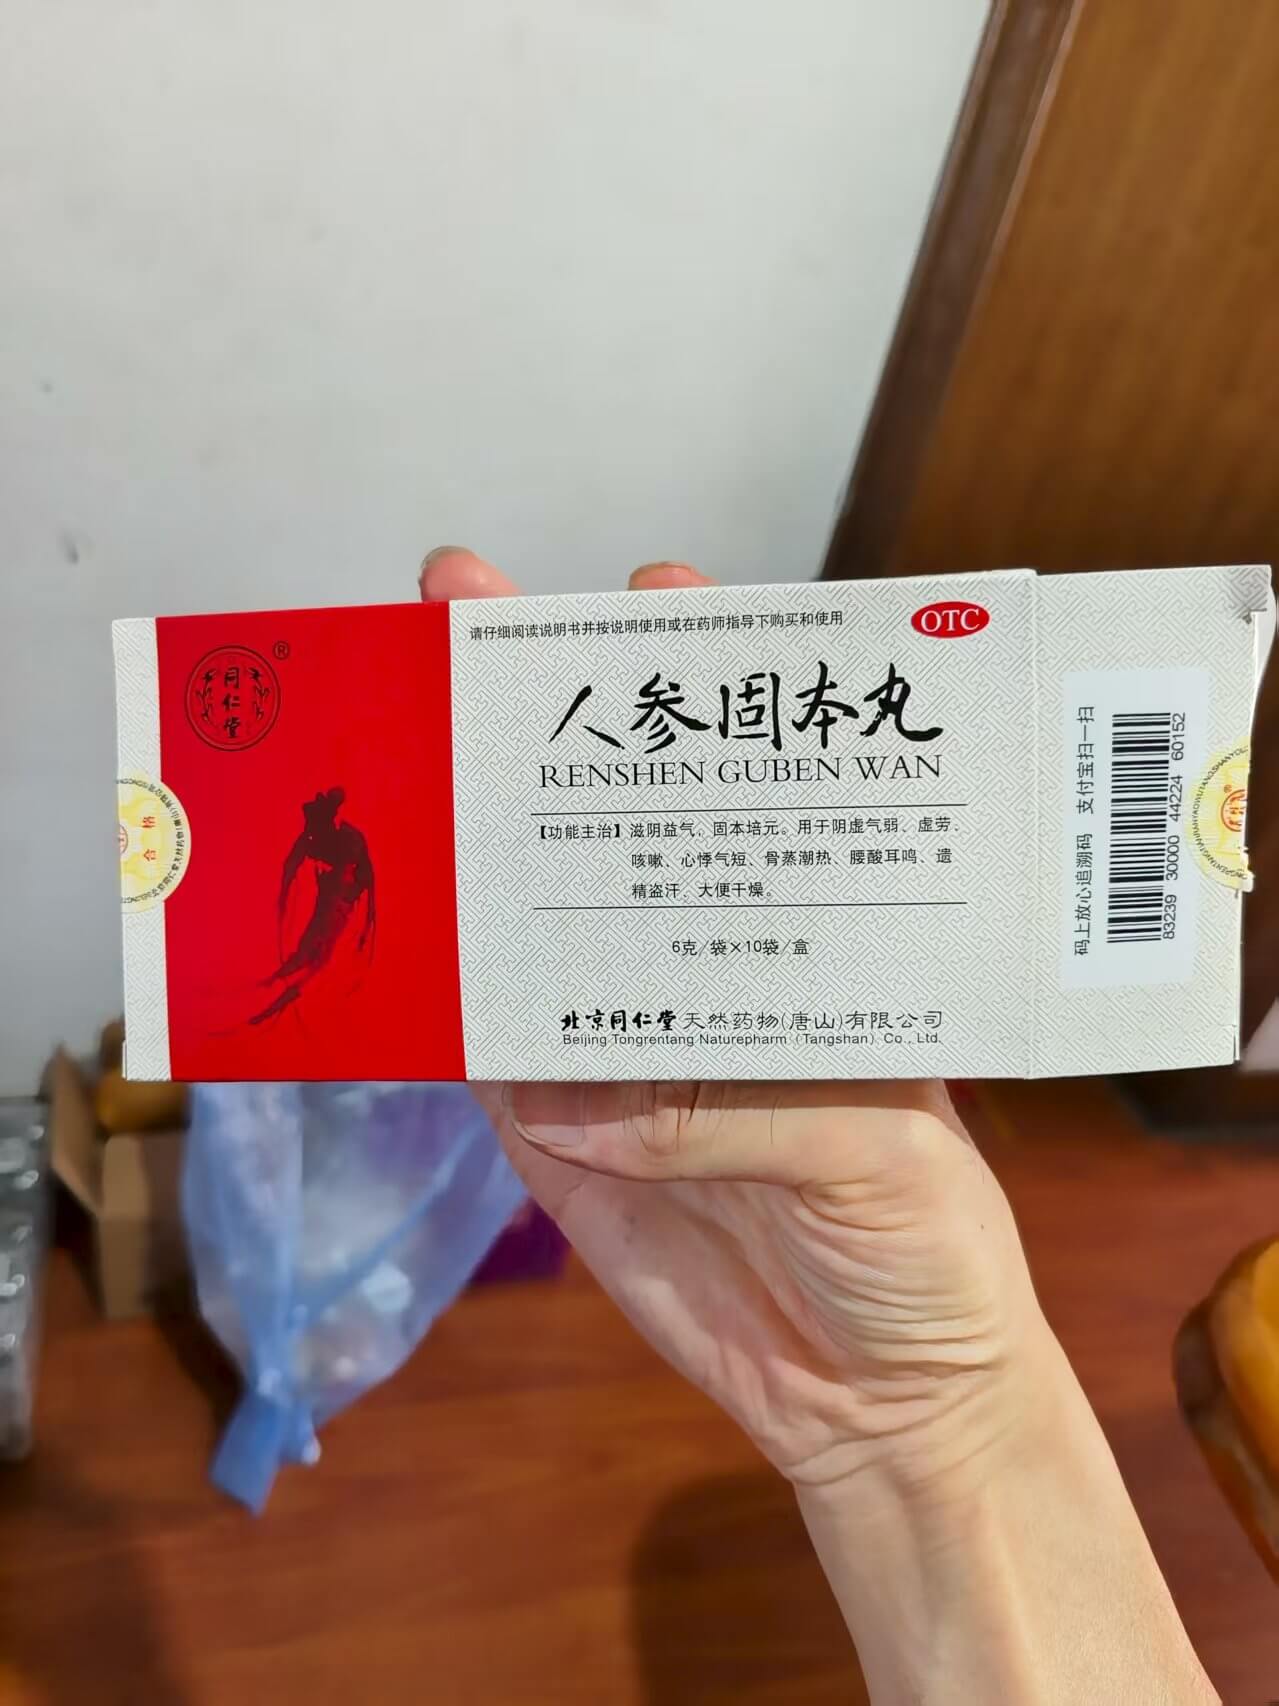 同仁堂
®
合格
请仔细阅读说明书并按说明使用或在药师指导下购买和使用
OTC
人参固本丸
RENSHEN GUBEN WAN
【功能主治】滋阴益气，固本培元。用于阴虚气弱、虚劳、
咳嗽、心悸气短、骨蒸潮热、腰酸耳鸣、遗
精盗汗，大便干燥。
6克/袋×10袋/盒
北京同仁堂天然药物(唐山)有限公司
Beijing Tongrentang Naturepharm (Tangshan) Co., Ltd.
码上放心追溯码 支付宝扫一扫
83239 30000 44224 60152